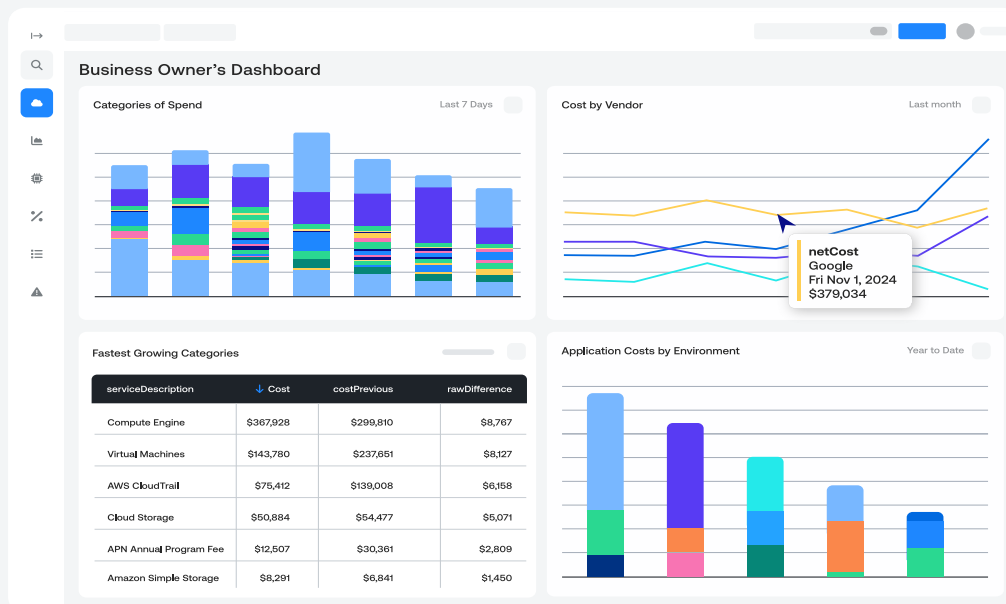 Business Owner’s Dashboard
Categories of Spend
Last 7 Days
Cost by Vendor
Last month
netCost
Google
Fri Nov 1, 2024
$379,034
Fastest Growing Categories
serviceDescription Cost costPrevious rawDifference
Compute Engine $367,928 $299,810 $8,767
Virtual Machines $143,780 $237,651 $8,127
AWS CloudTrail $75,412 $139,008 $6,158
Cloud Storage $50,884 $54,477 $5,071
APN Annual Program Fee $12,507 $30,361 $2,809
Amazon Simple Storage $8,291 $6,841 $1,450
Application Costs by Environment
Year to Date